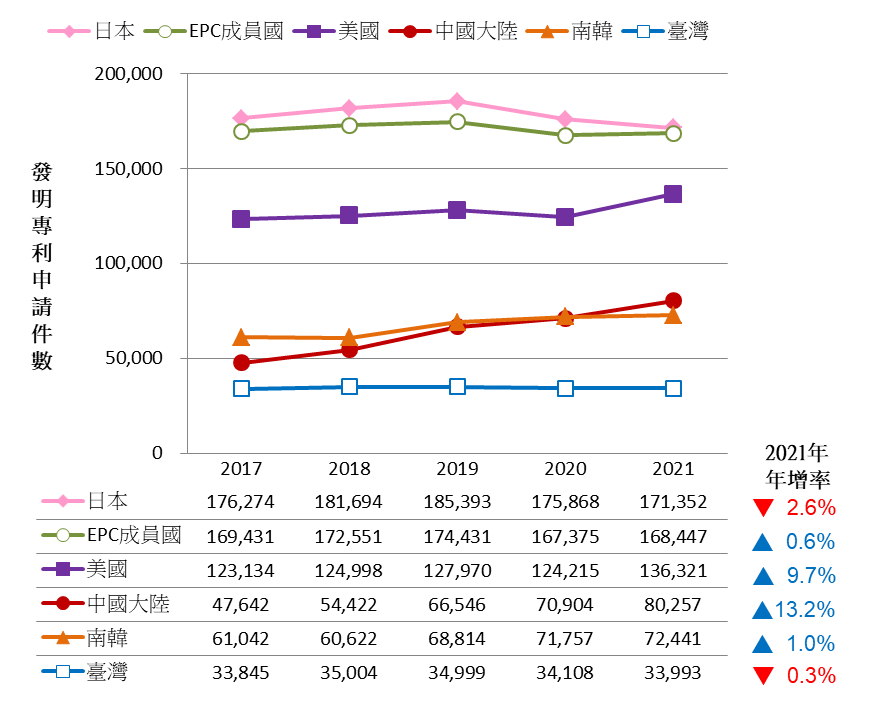 日本 EPC成員國 美國 中國大陸 南韓 臺灣
發明專利申請件數
200,000
150,000
100,000
50,000
0
2017 2018 2019 2020 2021
2021年
年增率
日本 176,274 181,694 185,393 175,868 171,352 ▼ 2.6%
EPC成員國 169,431 172,551 174,431 167,375 168,447 ▲ 0.6%
美國 123,134 124,998 127,970 124,215 136,321 ▲ 9.7%
中國大陸 47,642 54,422 66,546 70,904 80,257 ▲ 13.2%
南韓 61,042 60,622 68,814 71,757 72,441 ▲ 1.0%
臺灣 33,845 35,004 34,999 34,108 33,993 ▼ 0.3%